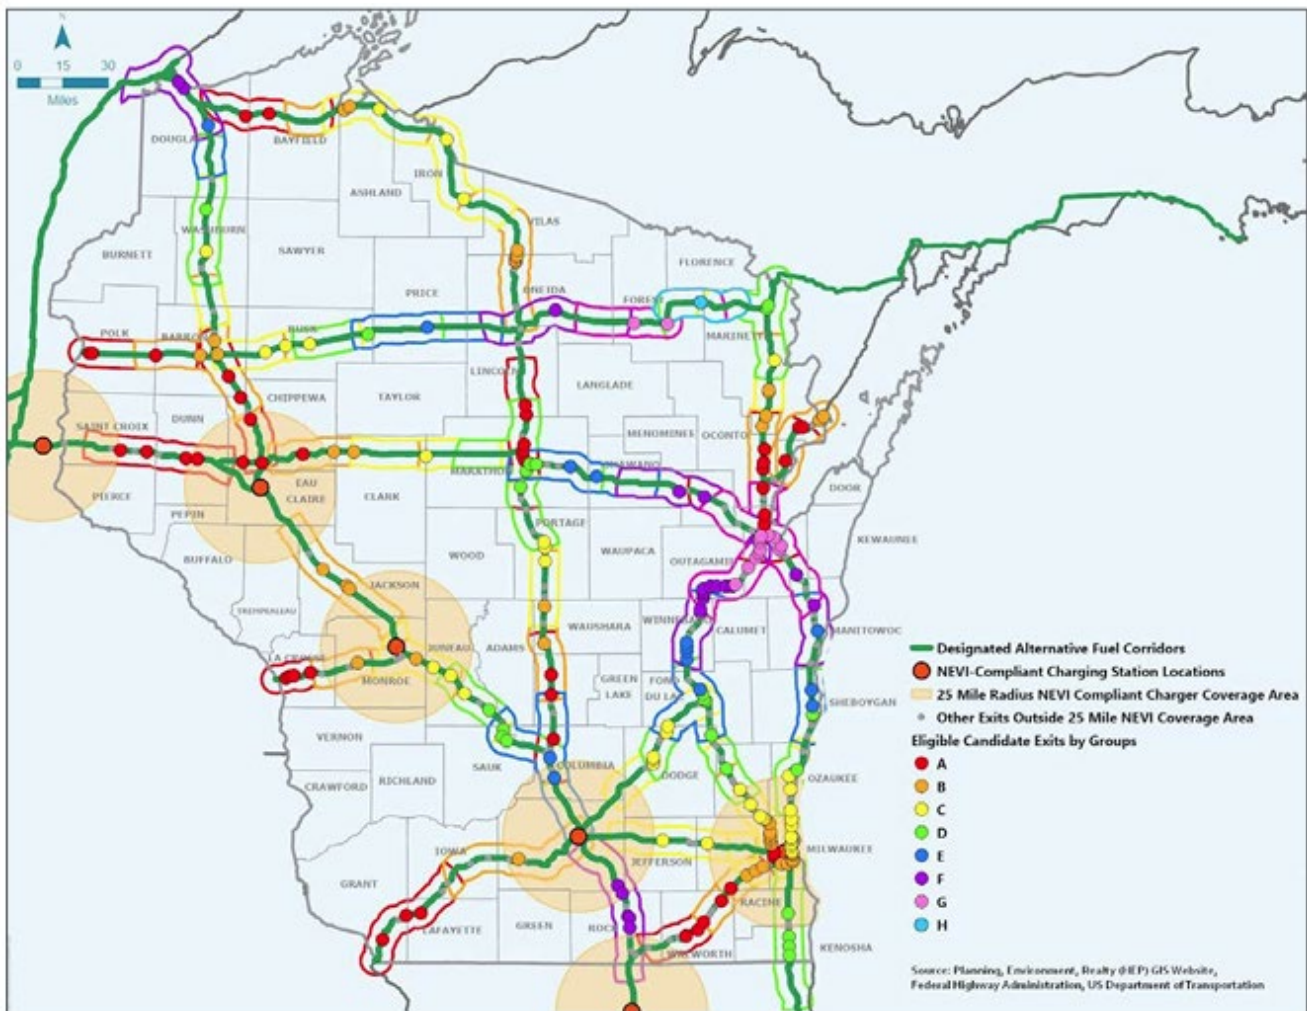 N
0 15 30
Miles
DOUGLAS
BAYFIELD
IRON
ASHLAND
VILAS
WASHBURN
BURNETT
SAWYER
FLORENCE
PRICE
ONEIDA
FOREST
POLK
BARRON
RUSK
MARINETTE
LINCOLN
LANGLADE
TAYLOR
CHIPPEWA
DUNN
SAINT CROIX
MENOMINEE
OCONTO
MARATHON
SHAWANO
EAU
CLAIRE
CLARK
DOOR
PIERCE
PEPIN
PORTAGE
KEWAUNEE
WOOD
WAUPACA
OUTAGAMIE
BUFFALO
JACKSON
TREMPEALEAU
WAUSHARA
WINNEBAGO
CALUMET
MANITOWOC
LA CROSSE
JUNEAU
ADAMS
MONROE
GREEN
LAKE
FOND
DU LAC
SHEBOYGAN
VERNON
SAUK
COLUMBIA
DODGE
OZAUKEE
RICHLAND
CRAWFORD
IOWA
JEFFERSON
MILWAUKEE
GRANT
RACINE
LAFAYETTE
GREEN
ROCK
WALWORTH
KENOSHA
Designated Alternative Fuel Corridors
NEVI-Compliant Charging Station Locations
25 Mile Radius NEVI Compliant Charger Coverage Area
Other Exits Outside 25 Mile NEVI Coverage Area
Eligible Candidate Exits by Groups
A
B
C
D
E
F
G
H
Source: Planning, Environment, Realty (HEP) GIS Website,
Federal Highway Administration, US Department of Transportation